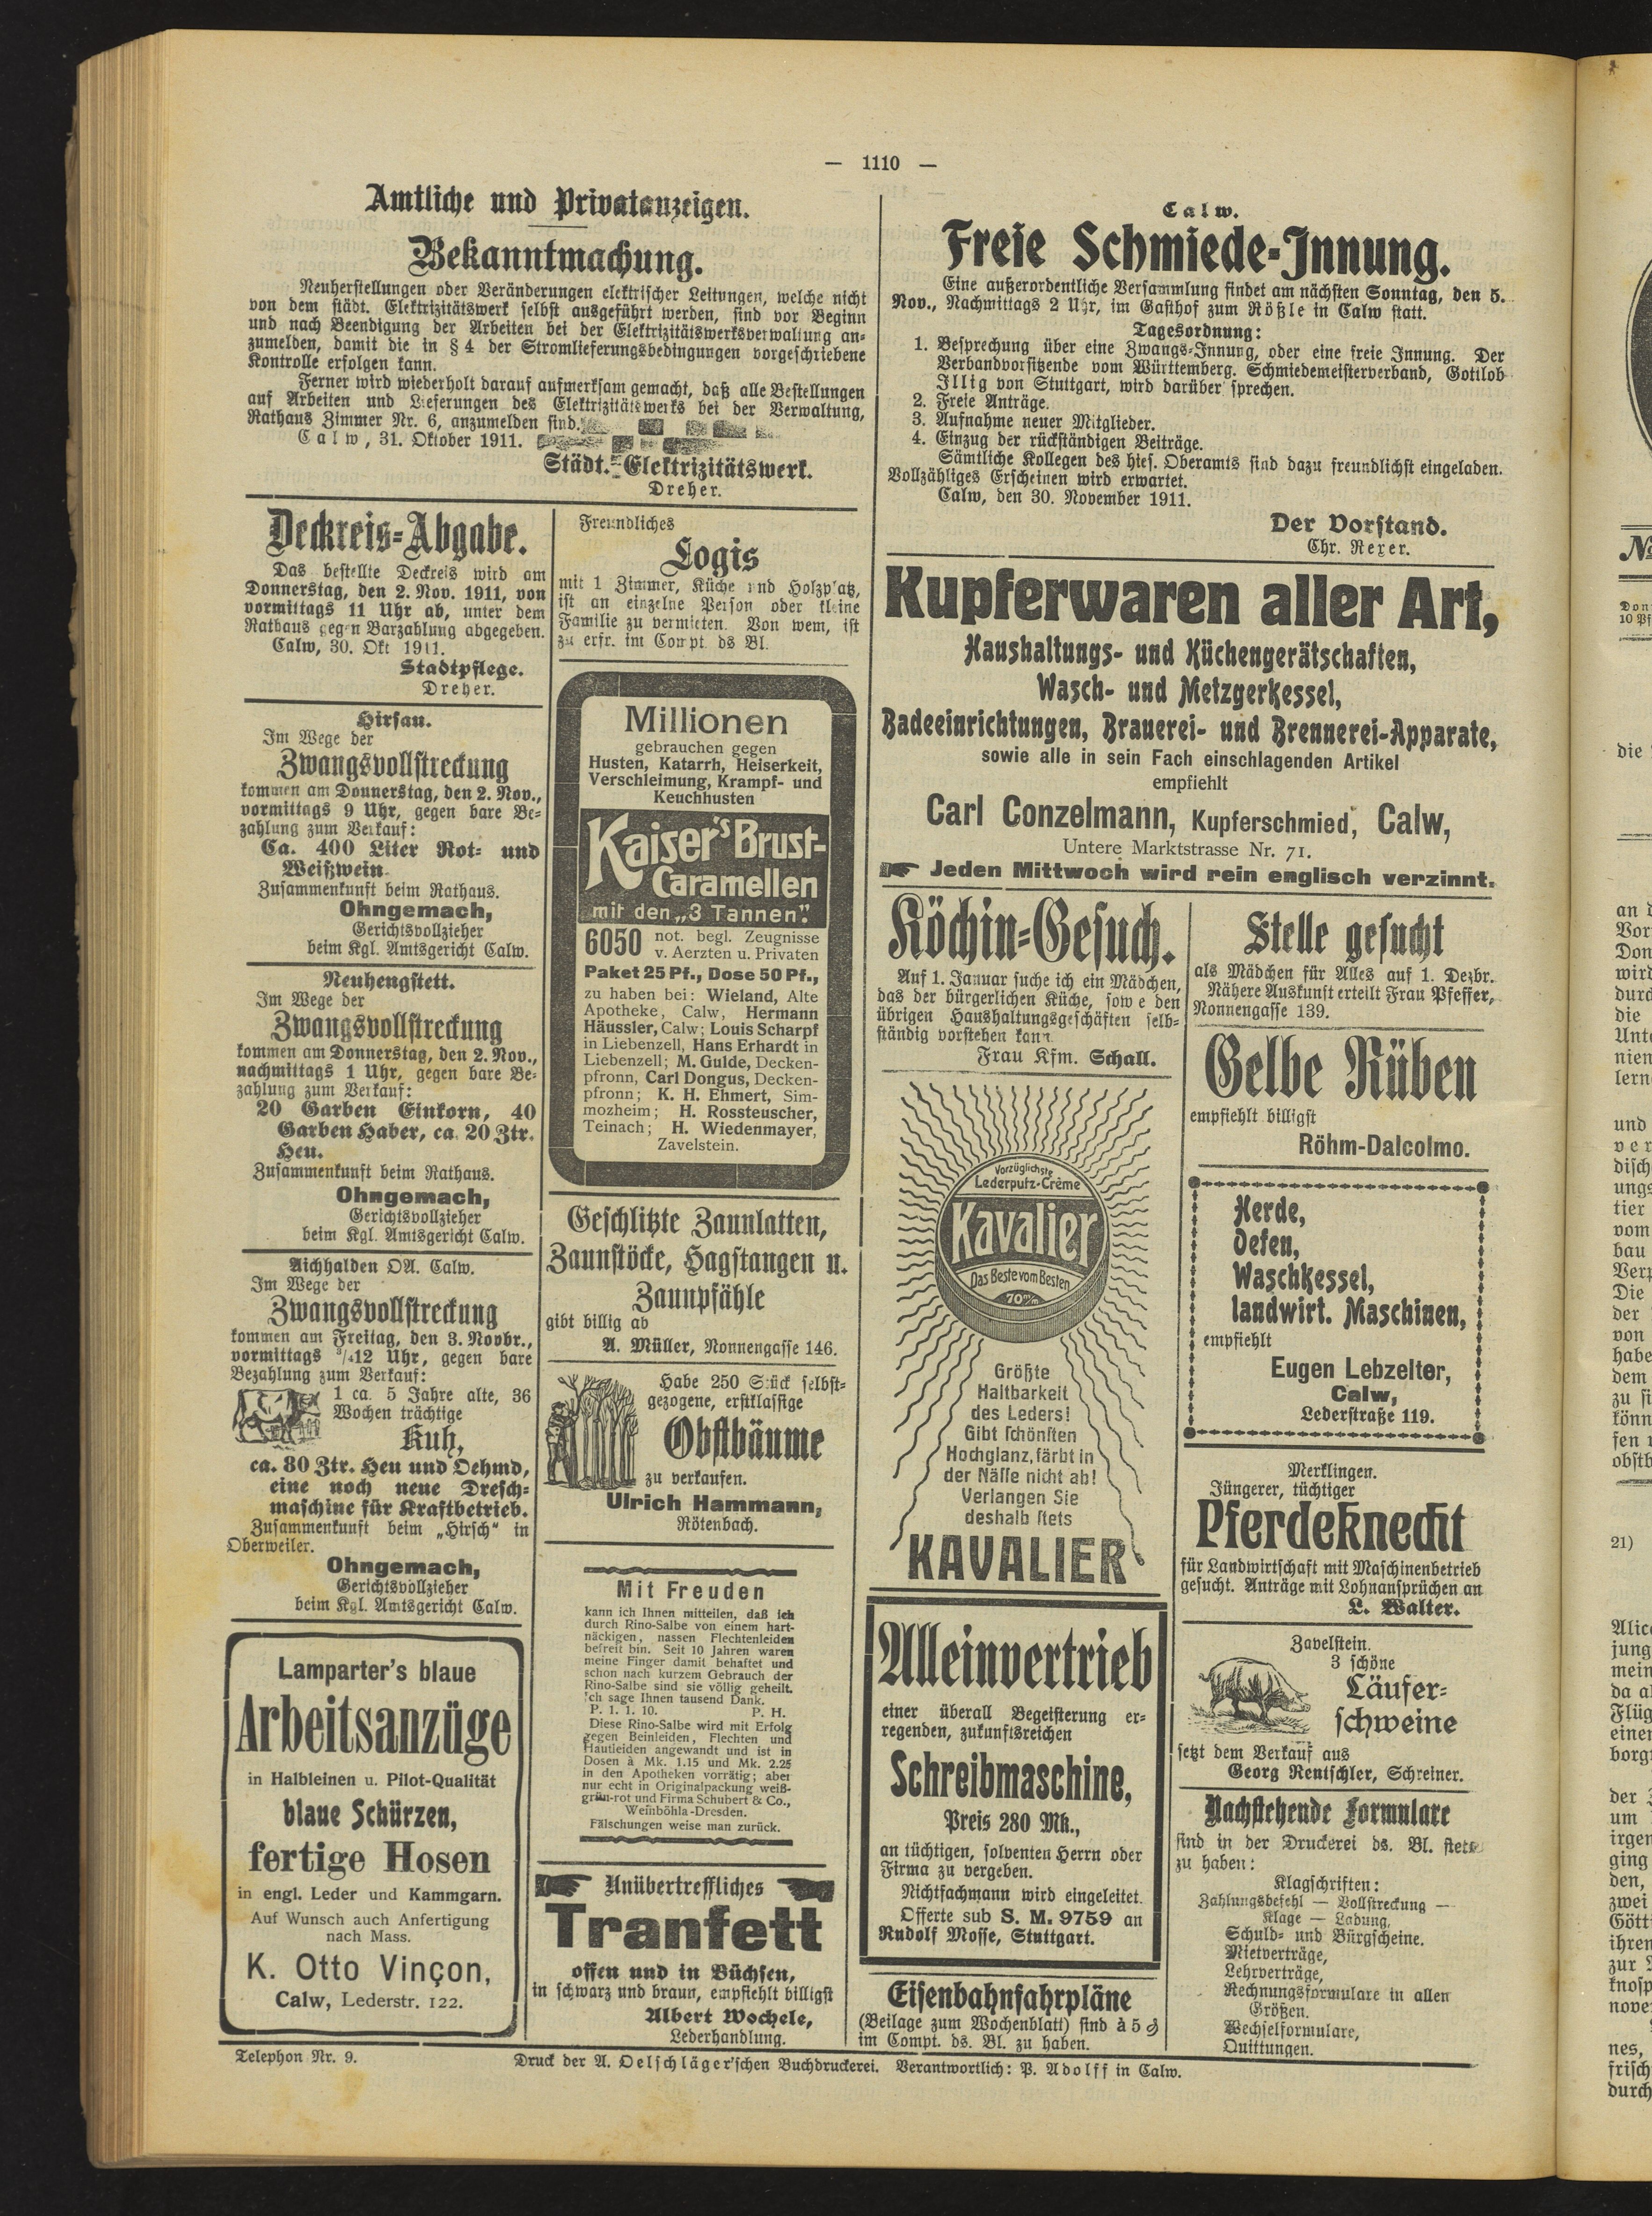 — 1110 —
Amtliche und Privatanzeigen.
Bekanntmachung.
Neuherstellungen oder Veränderungen elektrischer Leitungen, welche nicht
von dem städt. Elektrizitätswerk selbst ausgeführt werden, sind vor Beginn
und nach Beendigung der Arbeiten bei der Elektrizitätswerksverwaltung an-
zumelden, damit die in § 4 der Stromlieferungsbedingungen vorgeschriebene
Kontrolle erfolgen kann.
Ferner wird wiederholt darauf aufmerksam gemacht, daß alle Bestellungen
auf Arbeiten und Lieferungen des Elektrizitätswerks bei der Verwaltung,
Rathaus Zimmer Nr. 6, anzumelden sind.
Calw, 31. Oktober 1911.
Städt. Elektrizitätswerk.
Dreher.
Deckreis-Abgabe.
Das bestellte Deckreis wird am
Donnerstag, den 2. Nov. 1911, von
vormittags 11 Uhr ab, unter dem
Rathaus gegen Barzahlung abgegeben.
Calw, 30. Okt 1911.
Stadtpflege.
Dreher.
Hirsau.
Im Wege der
Zwangsvollstreckung
kommen am Donnerstag, den 2. Nov.,
vormittags 9 Uhr, gegen bare Be-
zahlung zum Verkauf:
Ca. 400 Liter Rot- und
Weißwein.
Zusammenkunft beim Rathaus.
Ohngemach,
Gerichtsvollzieher
beim Kgl. Amtsgericht Calw.
Neuhengstett.
Im Wege der
Zwangsvollstreckung
kommen am Donnerstag, den 2. Nov.,
nachmittags 1 Uhr, gegen bare Be-
zahlung zum Verkauf:
20 Garben Einkorn, 40
Garben Haber, ca. 20 Ztr.
Heu.
Zusammenkunft beim Rathaus.
Ohngemach,
Gerichtsvollzieher
beim Kgl. Amtsgericht Calw.
Aichhalden OA. Calw.
Im Wege der
Zwangsvollstreckung
kommen am Freitag, den 3. Novbr.,
vormittags ³/₄12 Uhr, gegen bare
Bezahlung zum Verkauf:
1 ca. 5 Jahre alte, 36
Wochen trächtige
Kuh,
ca. 80 Ztr. Heu und Oehmd,
eine noch neue Dresch-
maschine für Kraftbetrieb.
Zusammenkunft beim „Hirsch“ in
Oberweiler.
Ohngemach,
Gerichtsvollzieher
beim Kgl. Amtsgericht Calw.
Lamparter's blaue
Arbeitsanzüge
in Halbleinen u. Pilot-Qualität
blaue Schürzen,
fertige Hosen
in engl. Leder und Kammgarn.
Auf Wunsch auch Anfertigung
nach Mass.
K. Otto Vinçon,
Calw, Lederstr. 122.
Freundliches
Logis
mit 1 Zimmer, Küche und Holzplatz,
ist an einzelne Person oder kleine
Familie zu vermieten. Von wem, ist
zu erfr. im Compt. ds Bl.
Millionen
gebrauchen gegen
Husten, Katarrh, Heiserkeit,
Verschleimung, Krampf- und
Keuchhusten
Kaiser's Brust-
Caramellen
mit den „3 Tannen".
6050 not. begl. Zeugnisse
v. Aerzten u. Privaten
Paket 25 Pf., Dose 50 Pf.,
zu haben bei: Wieland, Alte
Apotheke, Calw, Hermann
Häussler, Calw; Louis Scharpf
in Liebenzell, Hans Erhardt in
Liebenzell; M. Gulde, Decken-
pfronn, Carl Dongus, Decken-
pfronn; K. H. Ehmert, Sim-
mozheim; H. Rossteuscher,
Teinach; H. Wiedenmayer,
Zavelstein.
Geschlitzte Zaunlatten,
Zaunstöcke, Hagstangen u.
Zaunpfähle
gibt billig ab
A. Müller, Nonnengasse 146.
Habe 250 Stück selbst-
gezogene, erstklassige
Obstbäume
zu verkaufen.
Ulrich Hammann,
Rötenbach.
Mit Freuden
kann ich Ihnen mitteilen, daß ich
durch Rino-Salbe von einem hart-
näckigen, nassen Flechtenleiden
befreit bin. Seit 10 Jahren waren
meine Finger damit behaftet und
schon nach kurzem Gebrauch der
Rino-Salbe sind sie völlig geheilt.
Ich sage Ihnen tausend Dank.
P. 1. 1. 10. P. H.
Diese Rino-Salbe wird mit Erfolg
gegen Beinleiden, Flechten und
Hautleiden angewandt und ist in
Dosen à Mk. 1.15 und Mk. 2.25
in den Apotheken vorrätig; aber
nur echt in Originalpackung weiß-
grün-rot und Firma Schubert & Co.,
Weinböhla-Dresden.
Fälschungen weise man zurück.
Unübertreffliches
Tranfett
offen und in Büchsen,
in schwarz und braun, empfiehlt billigst
Albert Wochele,
Lederhandlung.
Calw.
Freie Schmiede-Innung.
Eine außerordentliche Versammlung findet am nächsten Sonntag, den 5.
Nov., Nachmittags 2 Uhr, im Gasthof zum Rößle in Calw statt.
Tagesordnung:
1. Besprechung über eine Zwangs-Innung, oder eine freie Innung. Der
Verbandvorsitzende vom Württemberg. Schmiedemeisterverband, Gottlob
Illig von Stuttgart, wird darüber sprechen.
2. Freie Anträge.
3. Aufnahme neuer Mitglieder.
4. Einzug der rückständigen Beiträge.
Sämtliche Kollegen des hies. Oberamts sind dazu freundlichst eingeladen.
Vollzähliges Erscheinen wird erwartet.
Calw, den 30. November 1911.
Der Vorstand.
Chr. Rexer.
Kupferwaren aller Art,
Haushaltungs- und Küchengerätschaften,
Wasch- und Metzgerkessel,
Badeeinrichtungen, Brauerei- und Brennerei-Apparate,
sowie alle in sein Fach einschlagenden Artikel
empfiehlt
Carl Conzelmann, Kupferschmied, Calw,
Untere Marktstrasse Nr. 71.
Jeden Mittwoch wird rein englisch verzinnt.
Köchin-Gesuch.
Auf 1. Januar suche ich ein Mädchen,
das der bürgerlichen Küche, sowie den
übrigen Haushaltungsgeschäften selb-
ständig vorstehen kann.
Frau Kfm. Schall.
Vorzüglichste
Lederputz-Crème
Kavalier
Das Beste vom Besten
70 m/m
Größte
Haltbarkeit
des Leders!
Gibt schönsten
Hochglanz, färbt in
der Nässe nicht ab!
Verlangen Sie
deshalb stets
KAVALIER
Alleinvertrieb
einer überall Begeisterung er-
regenden, zukunftsreichen
Schreibmaschine,
Preis 280 Mk.,
an tüchtigen, solventen Herrn oder
Firma zu vergeben.
Nichtfachmann wird eingeleitet.
Offerte sub S. M. 9759 an
Rudolf Mosse, Stuttgart.
Eisenbahnfahrpläne
(Beilage zum Wochenblatt) sind à 5 ₰
im Compt. ds. Bl. zu haben.
Stelle gesucht
als Mädchen für Alles auf 1. Dezbr.
Nähere Auskunft erteilt Frau Pfeffer,
Nonnengasse 139.
Gelbe Rüben
empfiehlt billigst
Röhm-Dalcolmo.
Herde,
Oefen,
Waschkessel,
landwirt. Maschinen,
empfiehlt
Eugen Lebzelter,
Calw,
Lederstraße 119.
Merklingen.
Jüngerer, tüchtiger
Pferdeknecht
für Landwirtschaft mit Maschinenbetrieb
gesucht. Anträge mit Lohnansprüchen an
L. Walter.
Zavelstein.
3 schöne
Läufer-
schweine
setzt dem Verkauf aus
Georg Rentschler, Schreiner.
Nachstehende Formulare
sind in der Druckerei ds. Bl. stets
zu haben:
Klagschriften:
Zahlungsbefehl — Vollstreckung —
Klage — Ladung.
Schuld- und Bürgscheine.
Mietverträge,
Lehrverträge,
Rechnungsformulare in allen
Größen.
Wechselformulare,
Quittungen.
Telephon Nr. 9.
Druck der A. Oelschläger'schen Buchdruckerei. Verantwortlich: P. Adolff in Calw.